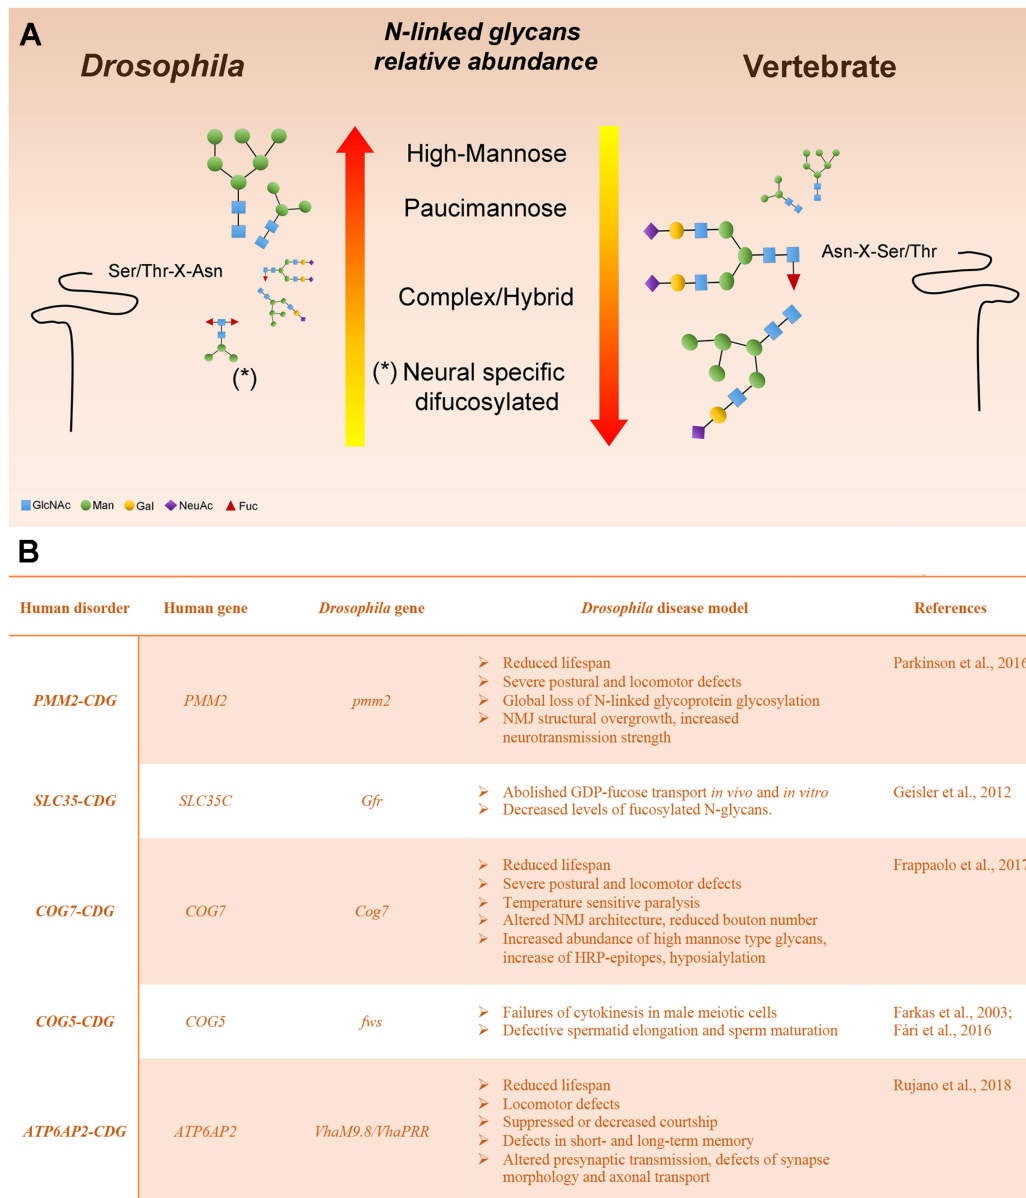 A
Drosophila
N-linked glycans
relative abundance
Vertebrate
High-Mannose
Paucimannose
Complex/Hybrid
(*) Neural specific
difucosylated
Ser/Thr-X-Asn
(*)
Asn-X-Ser/Thr
GlcNAc Man Gal NeuAc Fuc
B
Human disorder Human gene Drosophila gene Drosophila disease model References
PMM2-CDG PMM2 pmm2
Reduced lifespan
Severe postural and locomotor defects
Global loss of N-linked glycoprotein glycosylation
NMJ structural overgrowth, increased
neurotransmission strength
Parkinson et al., 2016
SLC35-CDG SLC35C Gfr
Abolished GDP-fucose transport in vivo and in vitro
Decreased levels of fucosylated N-glycans.
Geisler et al., 2012
COG7-CDG COG7 Cog7
Reduced lifespan
Severe postural and locomotor defects
Temperature sensitive paralysis
Altered NMJ architecture, reduced bouton number
Increased abundance of high mannose type glycans,
increase of HRP-epitopes, hyposialylation
Frappaolo et al., 2017
COG5-CDG COG5 fws
Failures of cytokinesis in male meiotic cells
Defective spermatid elongation and sperm maturation
Farkas et al., 2003;
Fári et al., 2016
ATP6AP2-CDG ATP6AP2 VhaM9.8/VhaPRR
Reduced lifespan
Locomotor defects
Suppressed or decreased courtship
Defects in short- and long-term memory
Altered presynaptic transmission, defects of synapse
morphology and axonal transport
Rujano et al., 2018